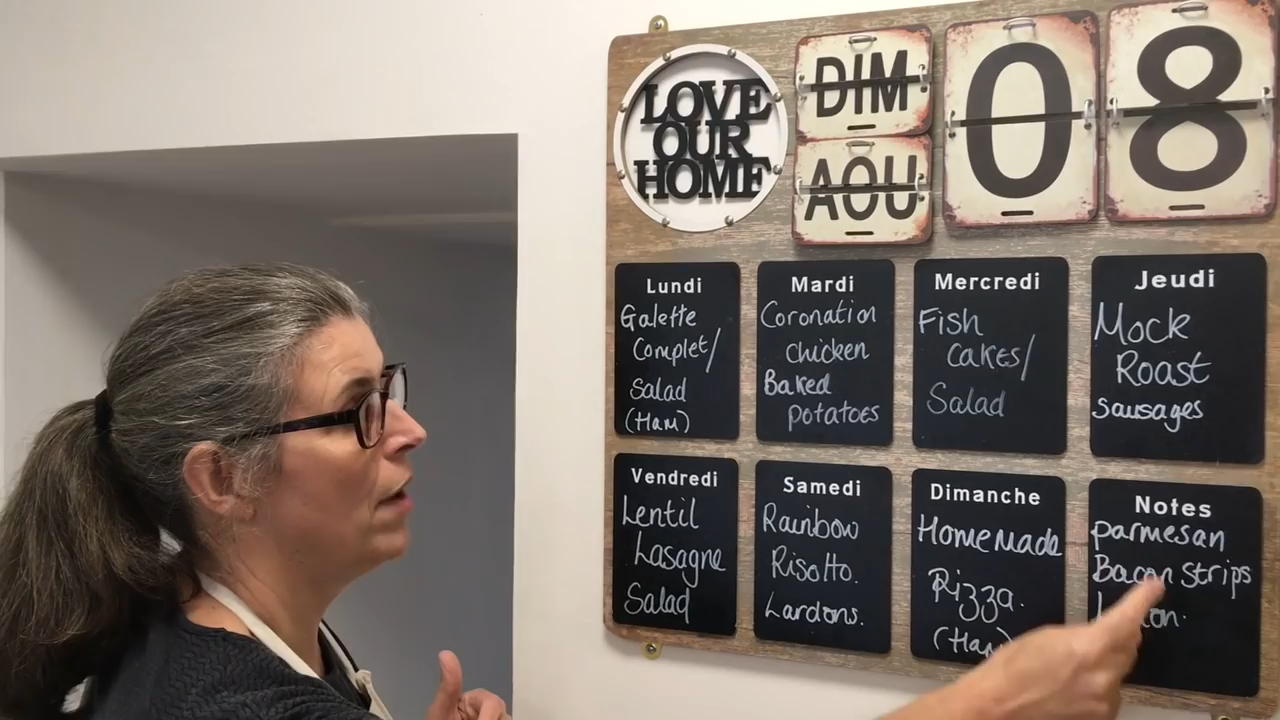 LOVE
OUR
HOME
DIM
AOU
08
Lundi
Galette
Complet/
Salad
(Ham)
Mardi
Coronation
Chicken
Baked
potatoes
Mercredi
Fish
Cakes/
Salad
Jeudi
Mock
Roast
Sausages
Vendredi
Lentil
Lasagne
Salad
Samedi
Rainbow
Risotto.
Lardons.
Dimanche
Homemade
Pizza.
(Ham)
Notes
parmesan
Bacon Strips